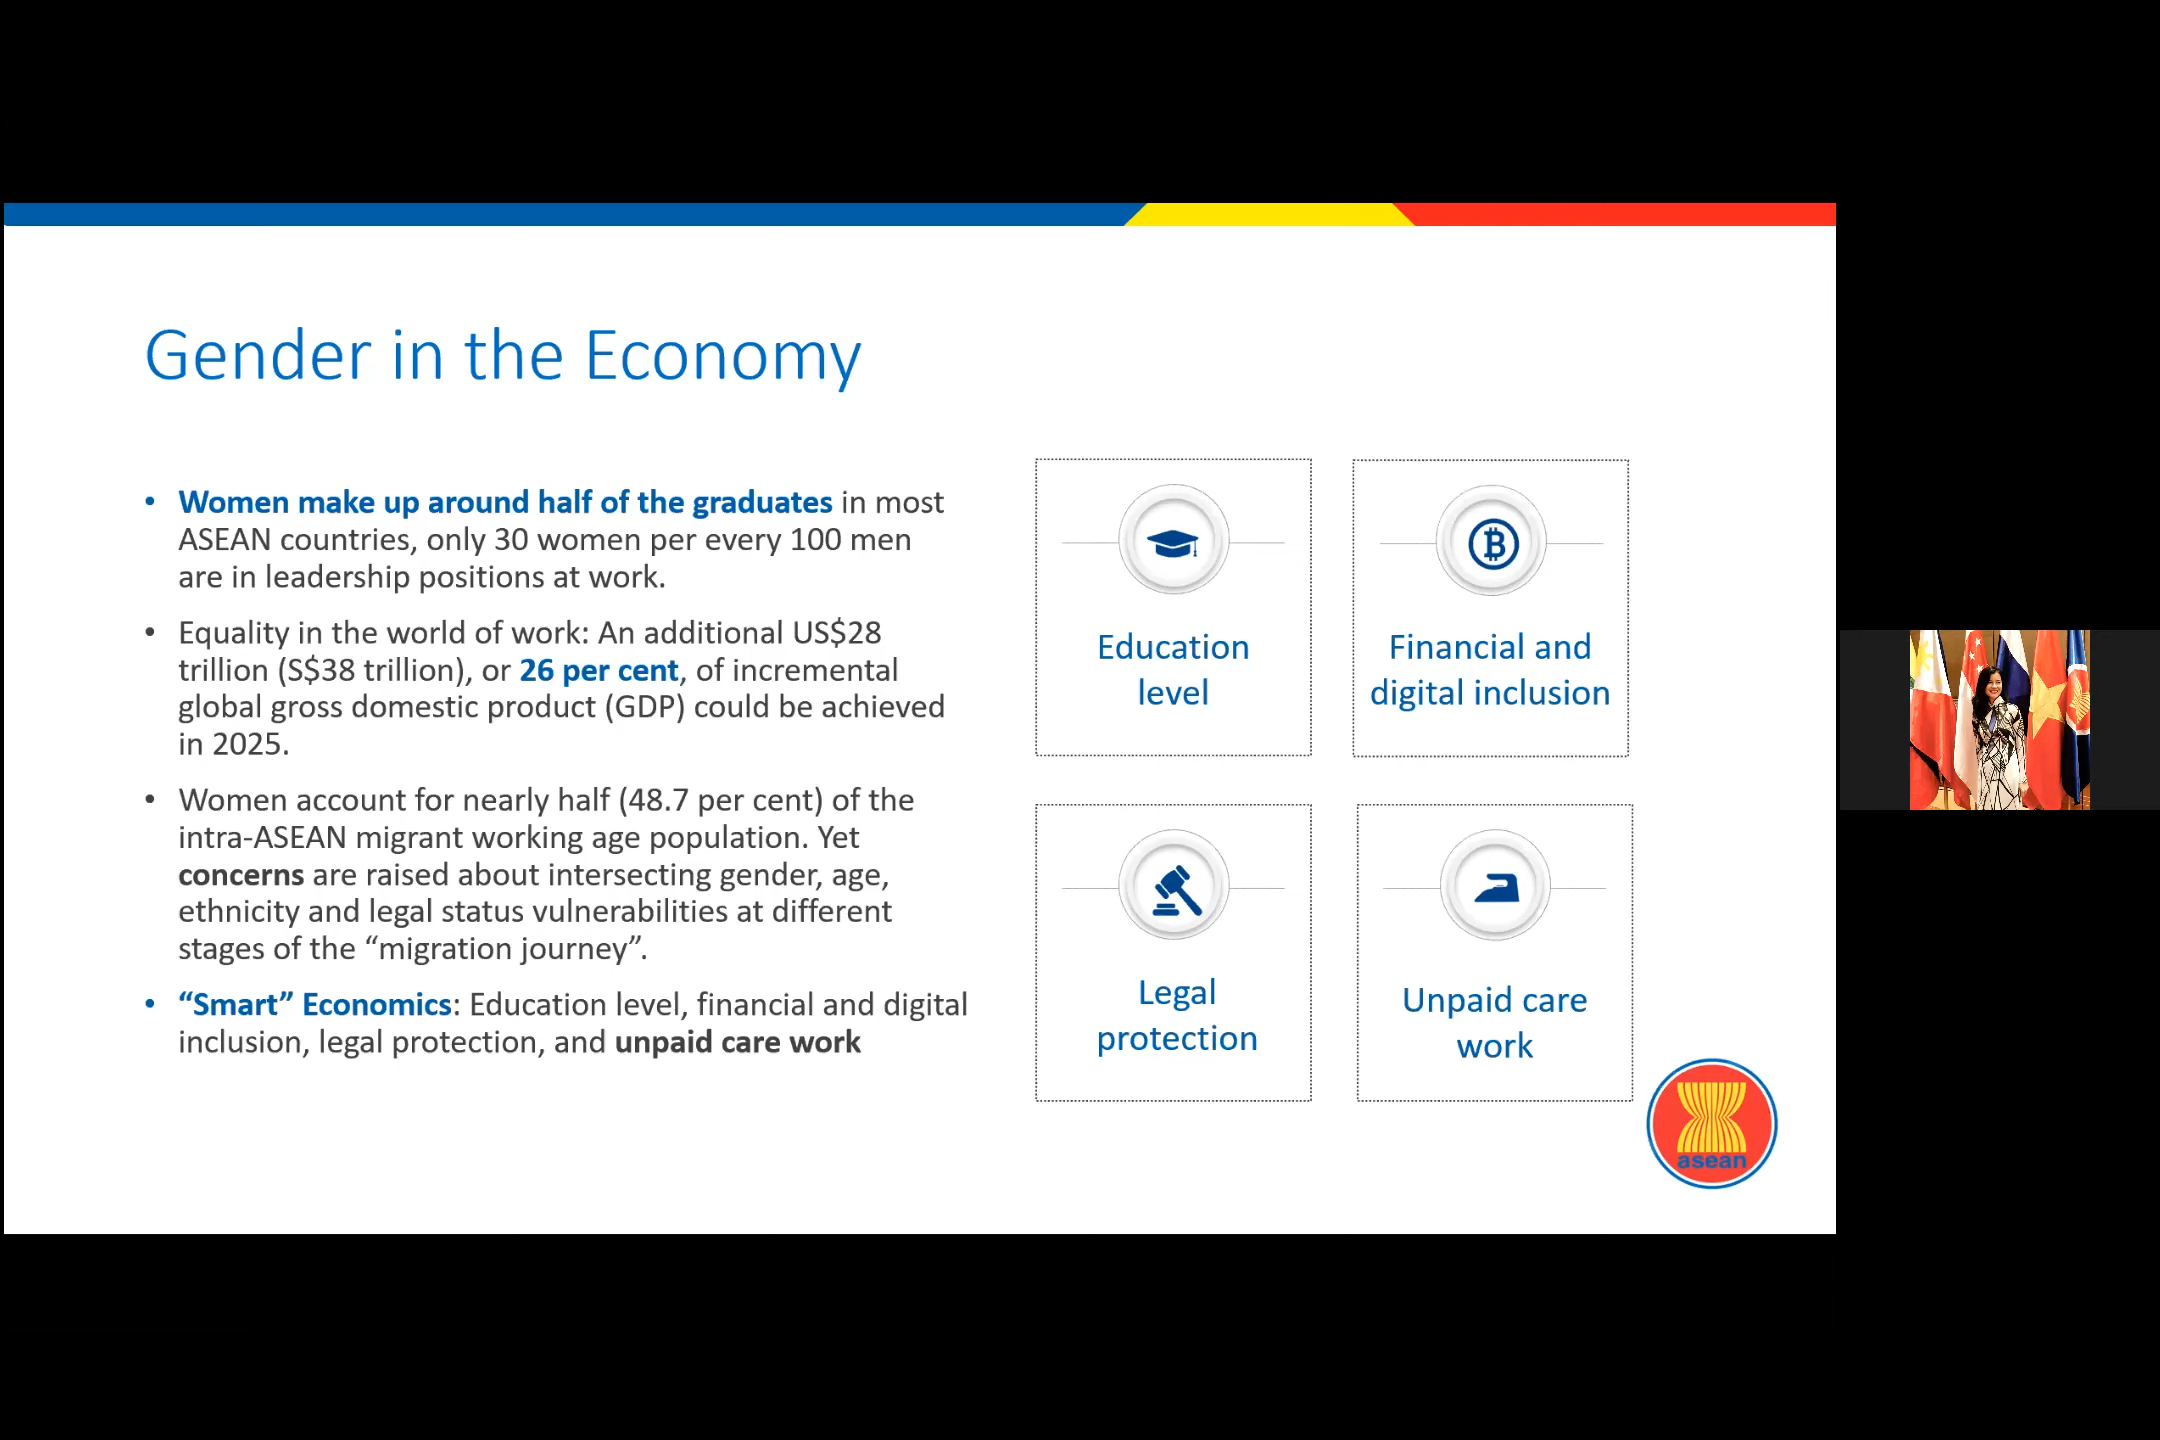 Gender in the Economy
• Women make up around half of the graduates in most
ASEAN countries, only 30 women per every 100 men
are in leadership positions at work.
• Equality in the world of work: An additional US$28
trillion (S$38 trillion), or 26 per cent, of incremental
global gross domestic product (GDP) could be achieved
in 2025.
• Women account for nearly half (48.7 per cent) of the
intra-ASEAN migrant working age population. Yet
concerns are raised about intersecting gender, age,
ethnicity and legal status vulnerabilities at different
stages of the “migration journey”.
• “Smart” Economics: Education level, financial and digital
inclusion, legal protection, and unpaid care work
Education
level
Financial and
digital inclusion
Legal
protection
Unpaid care
work
asean